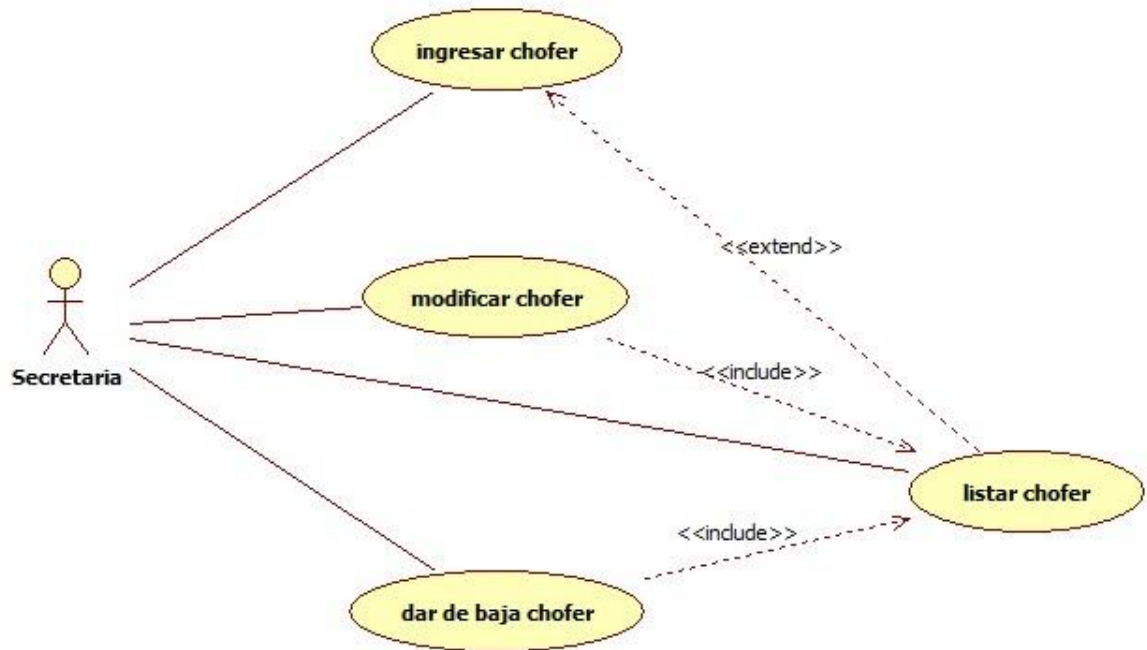 ingresar chofer
<<extend>>
modificar chofer
<<include>>
Secretaria
listar chofer
<<include>>
dar de baja chofer